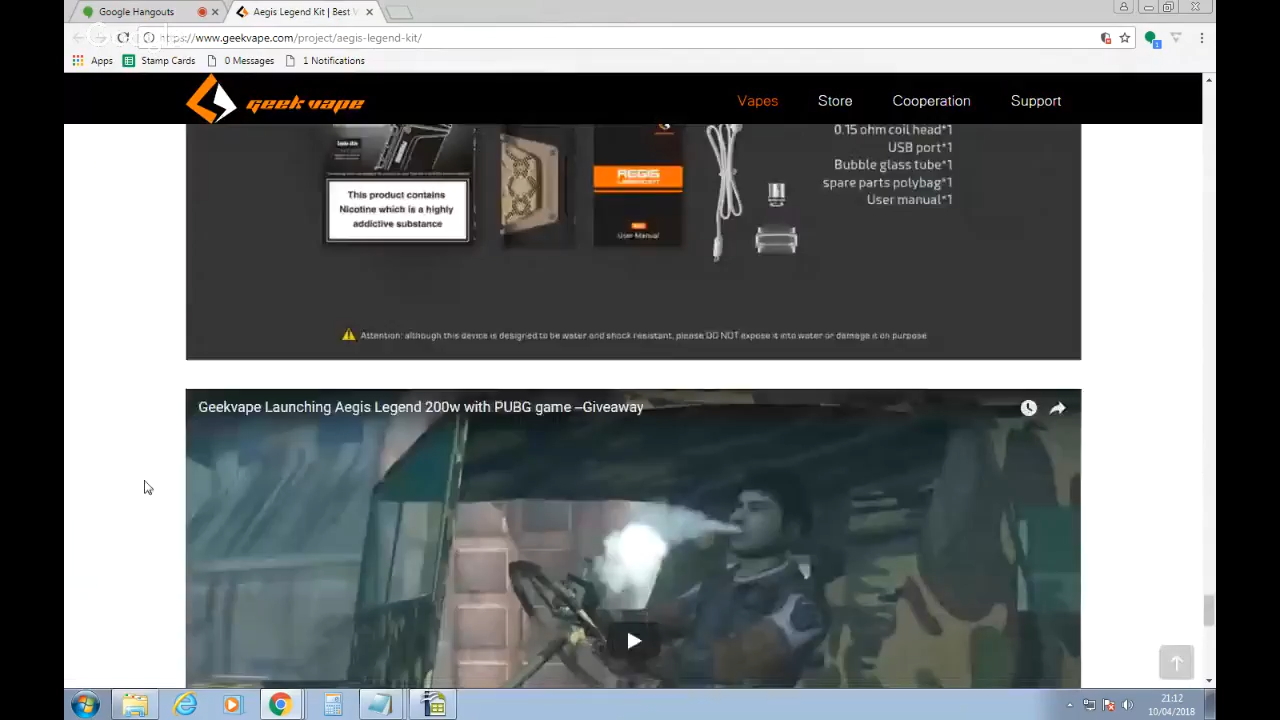 Google Hangouts
Aegis Legend Kit | Best V
https://www.geekvape.com/project/aegis-legend-kit/
1
Apps
Stamp Cards
0 Messages
1 Notifications
geek vape
Vapes
Store
Cooperation
Support
This product contains
Nicotine which is a highly
addictive substance
AEGIS
User Manual
0.15 ohm coil head*1
USB port*1
Bubble glass tube*1
spare parts polybag*1
User manual*1
Attention: although this device is designed to be water and shock resistant, please DO NOT expose it into water or damage it on purpose
Geekvape Launching Aegis Legend 200w with PUBG game –Giveaway
21:12
10/04/2018